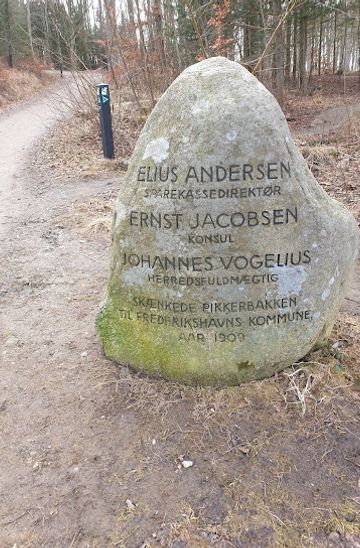 ELIUS ANDERSEN
SPAREKASSEDIREKTØR
ERNST JACOBSEN
KONSUL
JOHANNES VOGELIUS
HERREDSFULDMÆGTIG
SKÆNKEDE PIKKERBAKKEN
TIL FREDERIKSHAVNS KOMMUNE
AAR 1909